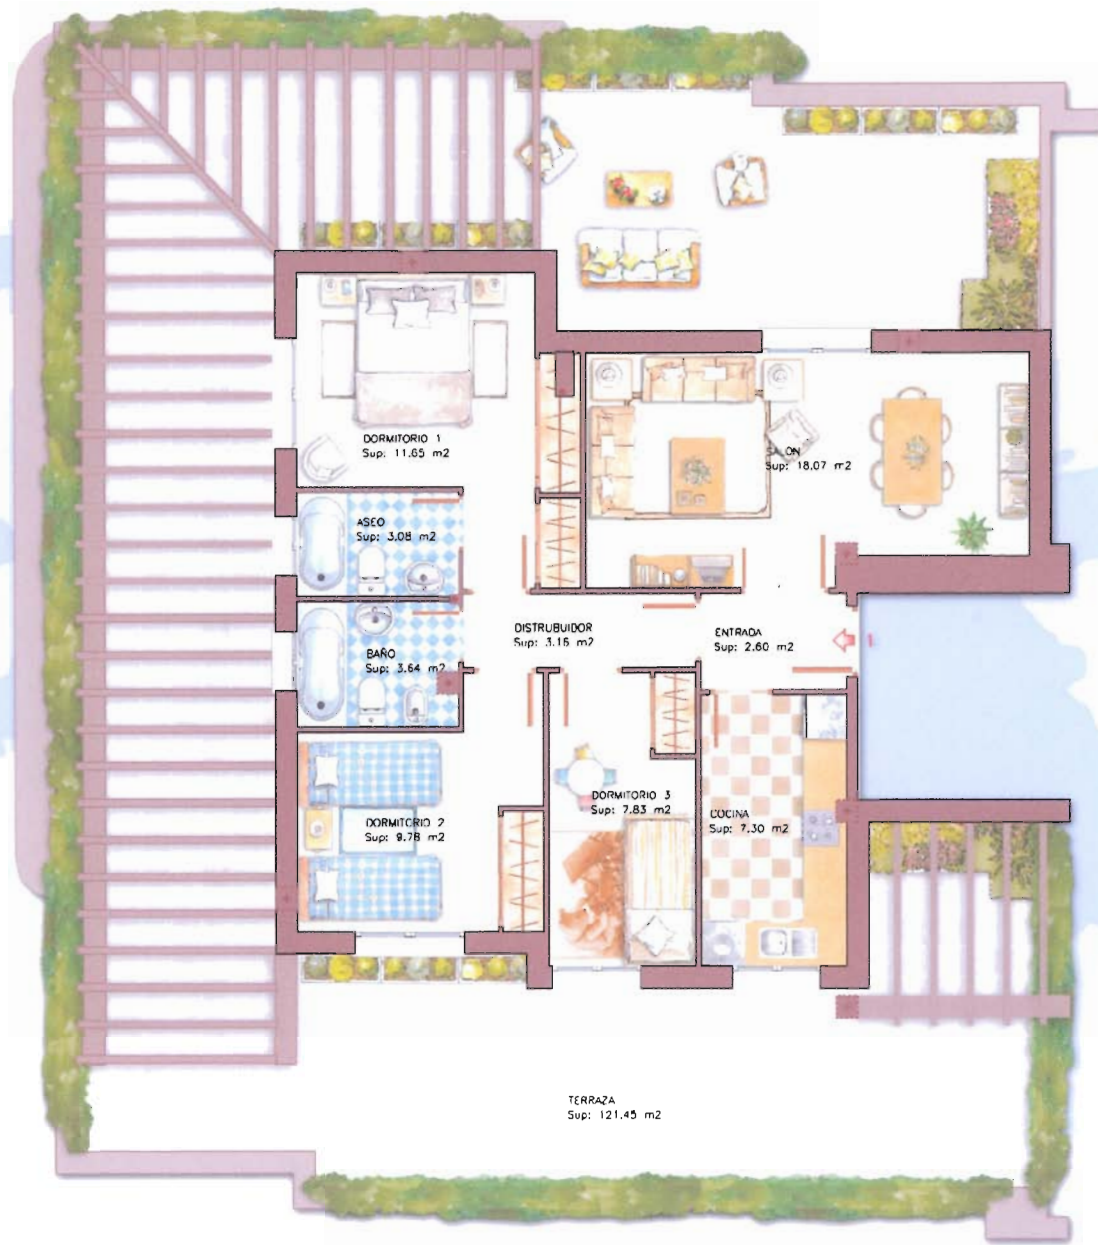 DORMITORIO 1
Sup: 11.65 m2
SALON
Sup: 18.07 m2
ASEO
Sup: 3.08 m2
DISTRUBUIDOR
Sup: 3.16 m2
ENTRADA
Sup: 2.60 m2
BAÑO
Sup: 3.64 m2
DORMITORIO 3
Sup: 7.83 m2
COCINA
Sup: 7.30 m2
DORMITORIO 2
Sup: 9.78 m2
TERRAZA
Sup: 121.45 m2